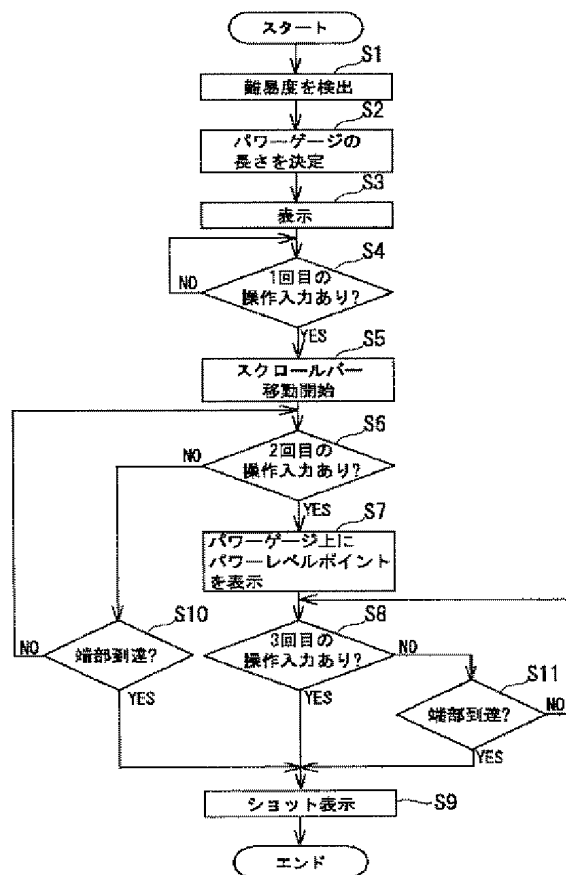 スタート
S1
難易度を検出
S2
パワーゲージの
長さを決定
S3
表示
S4
1回目の
操作入力あり?
NO
YES
S5
スクロールバー
移動開始
S6
2回目の
操作入力あり?
NO
YES
S7
パワーゲージ上に
パワーレベルポイント
を表示
S10
端部到達?
NO
YES
S8
3回目の
操作入力あり?
NO
YES
S11
端部到達?
NO
YES
S9
ショット表示
エンド